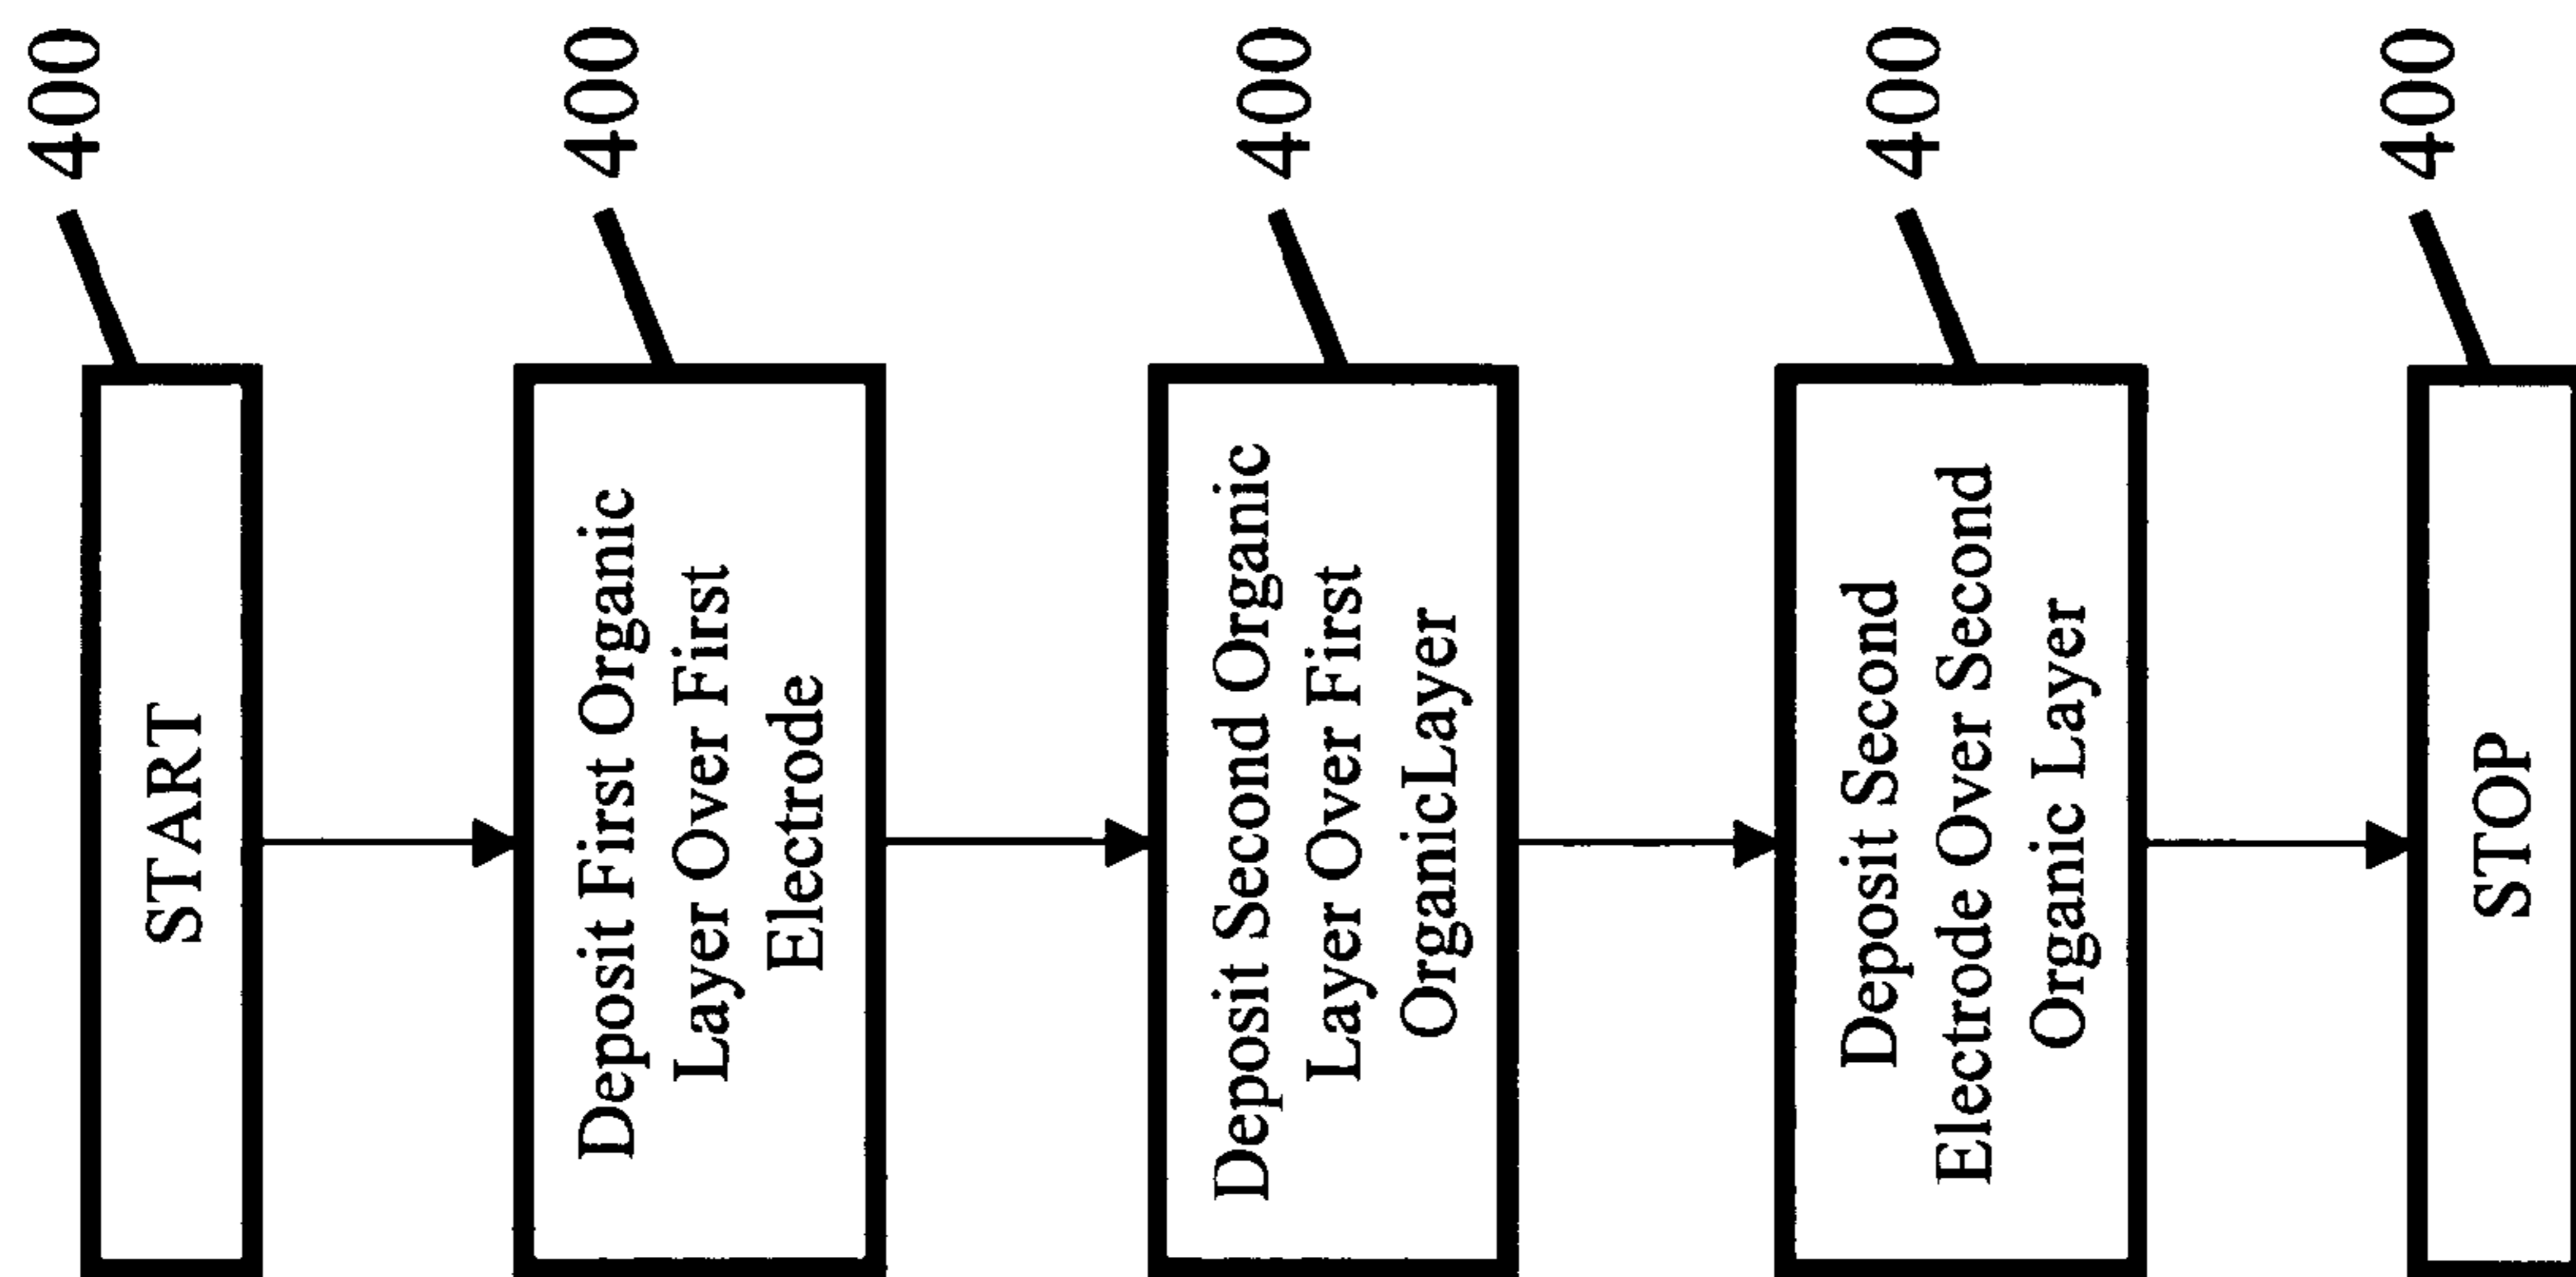 START
400
Deposit First Organic
Layer Over First
Electrode
400
Deposit Second Organic
Layer Over First
OrganicLayer
400
Deposit Second
Electrode Over Second
Organic Layer
400
STOP
400